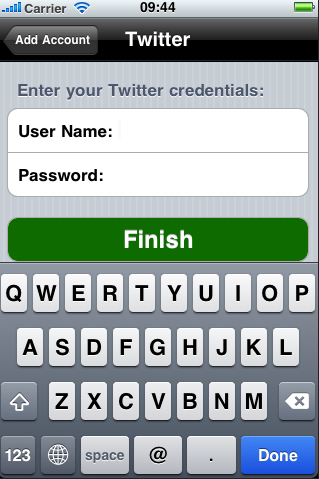 Carrier 09:44
Add Account Twitter
Enter your Twitter credentials:
User Name:
Password:
Finish
Q W E R T Y U I O P
A S D F G H J K L
Z X C V B N M
123 space @ . Done